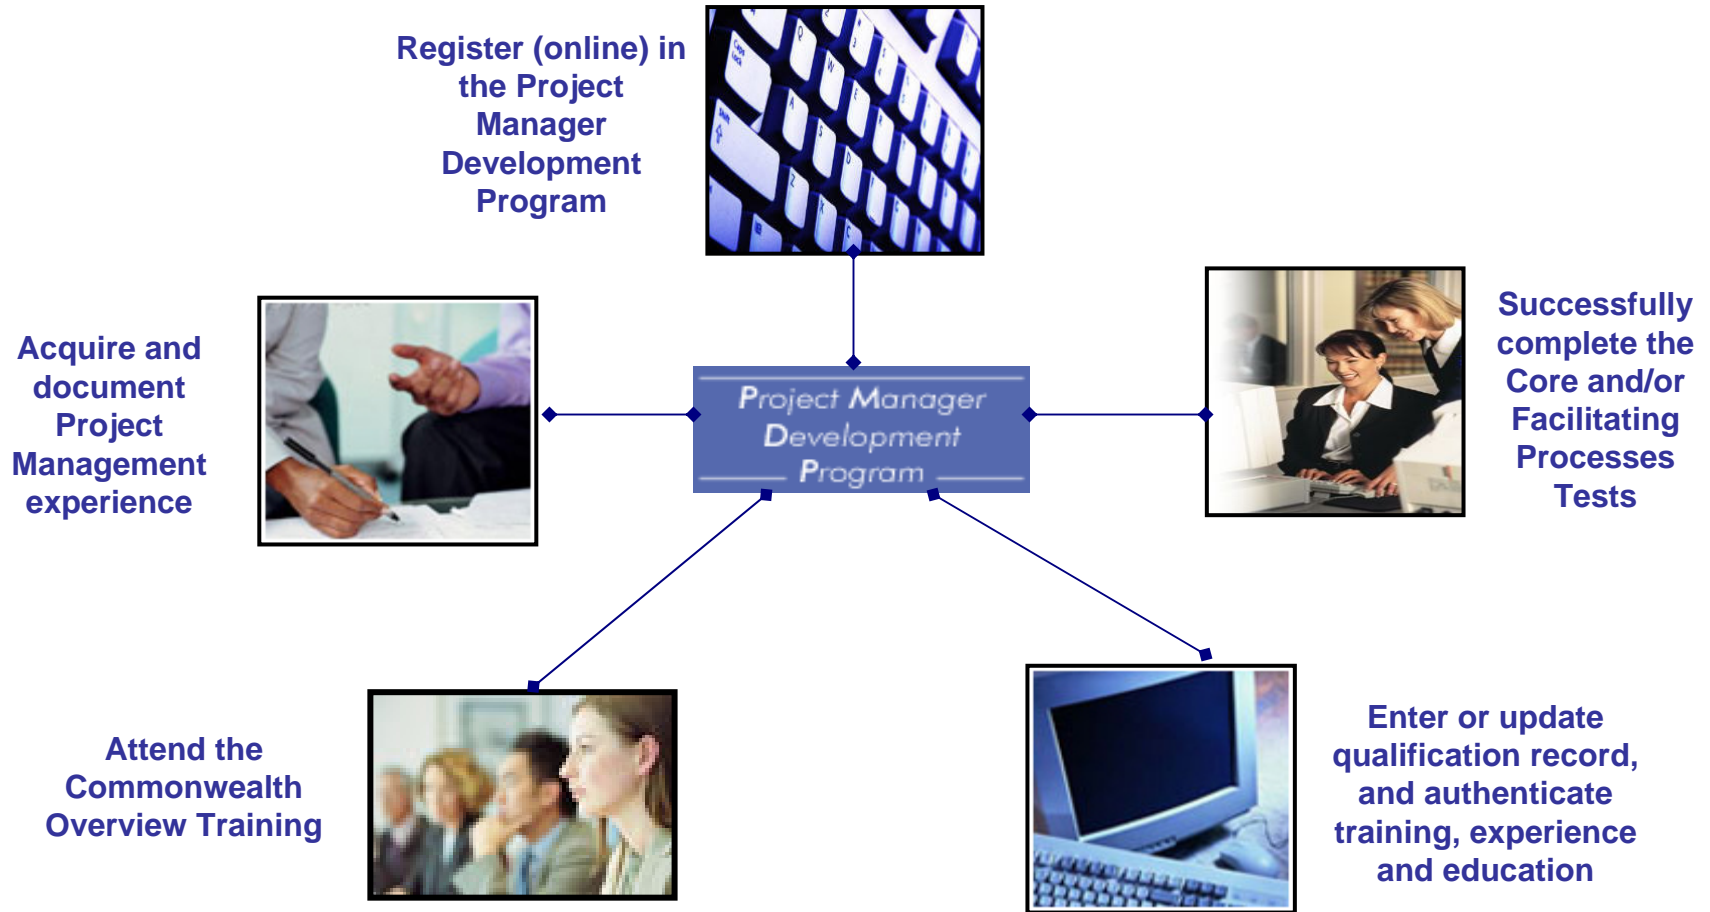 Register (online) in
the Project
Manager
Development
Program
Acquire and
document
Project
Management
experience
Project Manager
Development
Program
Successfully
complete the
Core and/or
Facilitating
Processes
Tests
Attend the
Commonwealth
Overview Training
Enter or update
qualification record,
and authenticate
training, experience
and education